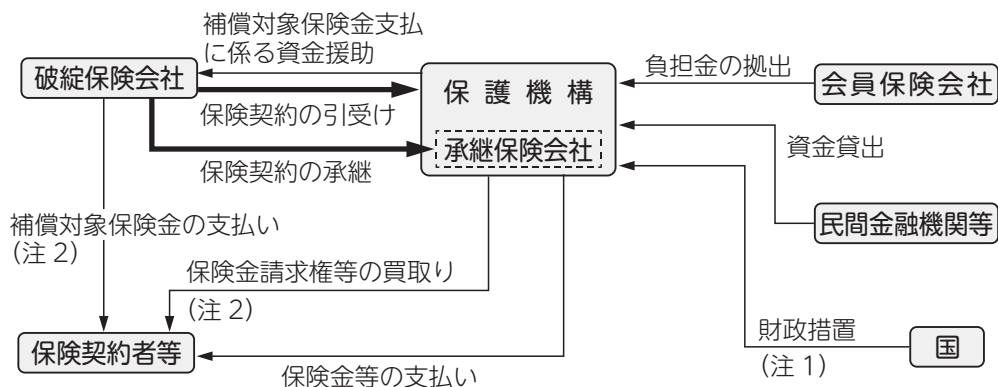 補償対象保険金支払
に係る資金援助
破綻保険会社
保護機構
負担金の拠出
会員保険会社
保険契約の引受け
承継保険会社
資金貸出
保険契約の承継
補償対象保険金の支払い
(注 2)
民間金融機関等
保険金請求権等の買取り
(注 2)
財政措置
(注 1)
国
保険契約者等
保険金等の支払い